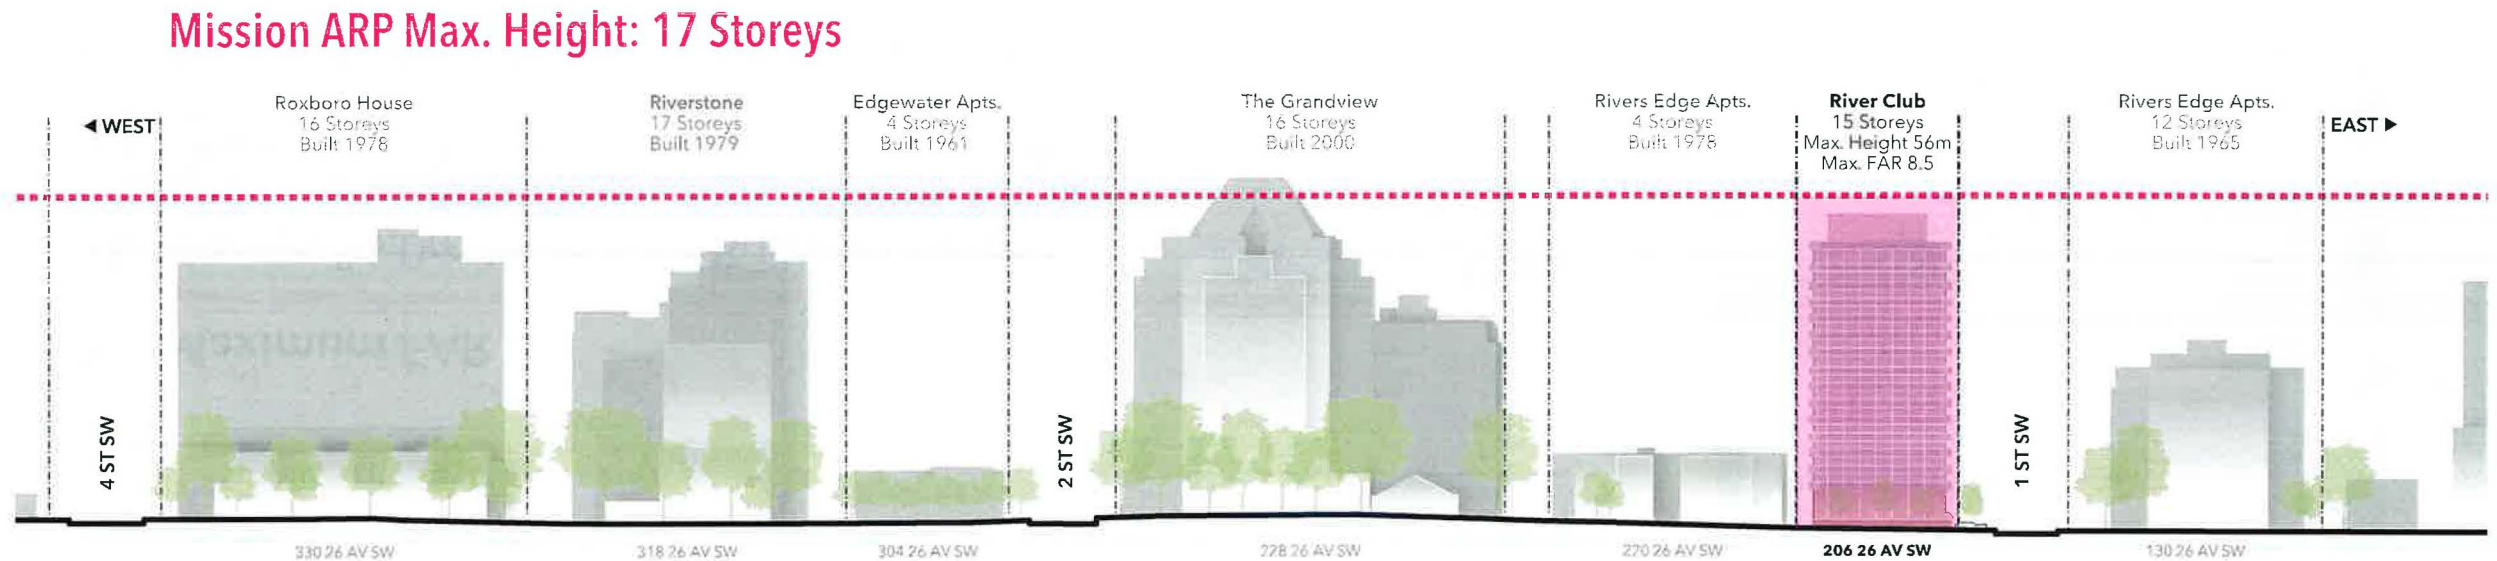 Mission ARP Max. Height: 17 Storeys
◀ WEST
Roxboro House
16 Storeys
Built 1978
Riverstone
17 Storeys
Built 1979
Edgewater Apts.
4 Storeys
Built 1961
The Grandview
16 Storeys
Built 2000
Rivers Edge Apts.
4 Storeys
Built 1978
River Club
15 Storeys
Max. Height 56m
Max. FAR 8.5
Rivers Edge Apts.
12 Storeys
Built 1965
EAST ▶
4 ST SW
2 ST SW
1 ST SW
330 26 AV SW
318 26 AV SW
304 26 AV SW
228 26 AV SW
220 26 AV SW
206 26 AV SW
130 26 AV SW